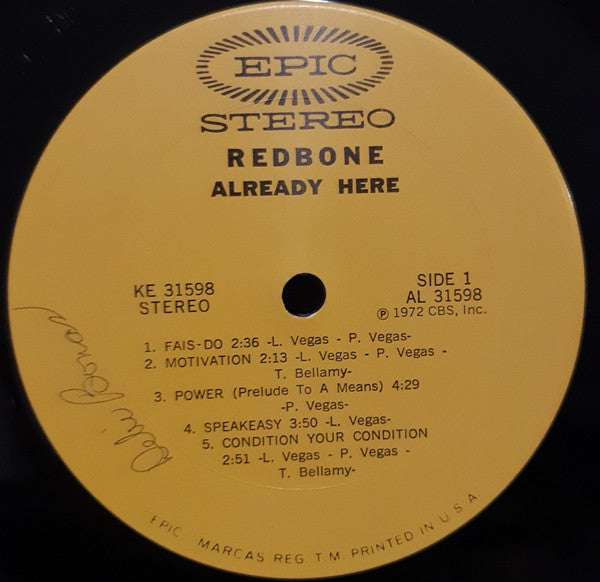 EPIC
STEREO
REDBONE
ALREADY HERE
KE 31598
STEREO
SIDE 1
AL 31598
℗ 1972 CBS, Inc.
1. FAIS-DO 2:36 -L. Vegas - P. Vegas-
2. MOTIVATION 2:13 -L. Vegas - P. Vegas -
T. Bellamy-
3. POWER (Prelude To A Means) 4:29
-P. Vegas-
4. SPEAKEASY 3:50 -L. Vegas-
5. CONDITION YOUR CONDITION
2:51 -L. Vegas - P. Vegas -
T. Bellamy-
EPIC, MARCAS REG. T.M. PRINTED IN U.S.A.